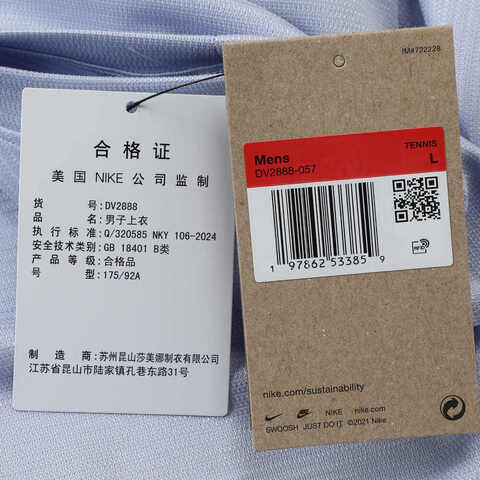 合格证
美国 NIKE 公司监制
货号: DV2888
品名: 男子上衣
执行标准: Q/320585 NKY 106-2024
安全技术类别: GB 18401 B类
产品等级: 合格品
号型: 175/92A
制造商: 苏州昆山莎美娜制衣有限公司
江苏省昆山市陆家镇孔巷东路31号
IM#722228
TENNIS
Mens L
DV2888-057
RFID
1 97862 53385 9
nike.com/sustainability
NIKE nike.com
SWOOSH JUST DO IT. ©2021 Nike